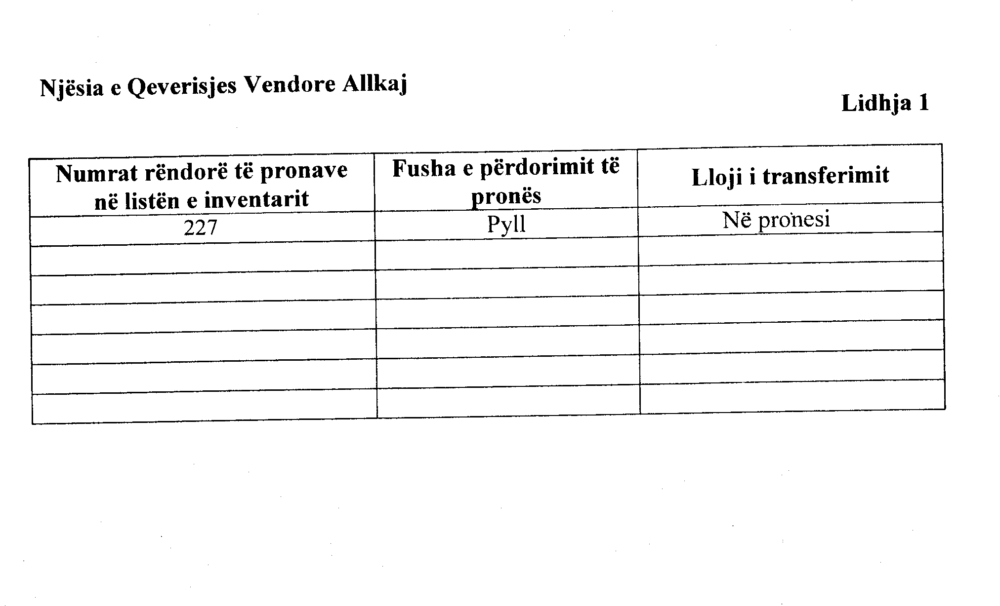 Njësia e Qeverisjes Vendore Allkaj
Lidhja 1
Numrat rëndorë të pronave
në listën e inventarit
Fusha e përdorimit të
pronës
Lloji i transferimit
227
Pyll
Në pronesi